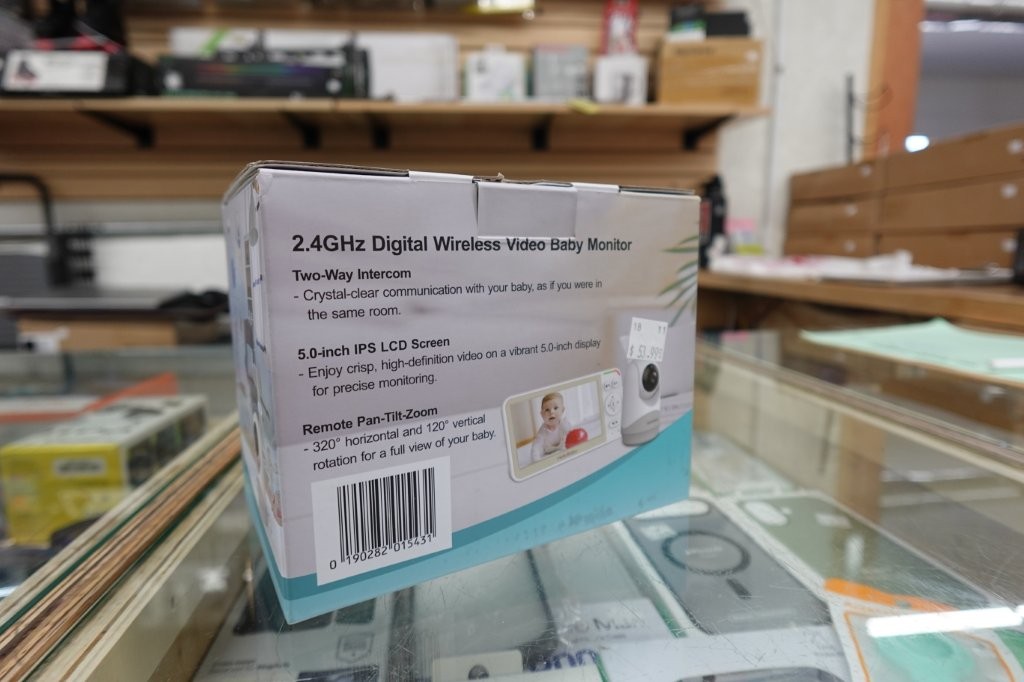 2.4GHz Digital Wireless Video Baby Monitor
Two-Way Intercom
- Crystal-clear communication with your baby, as if you were in
the same room.
5.0-inch IPS LCD Screen
- Enjoy crisp, high-definition video on a vibrant 5.0-inch display
for precise monitoring.
Remote Pan-Tilt-Zoom
- 320° horizontal and 120° vertical
rotation for a full view of your baby.
0 190282 015431